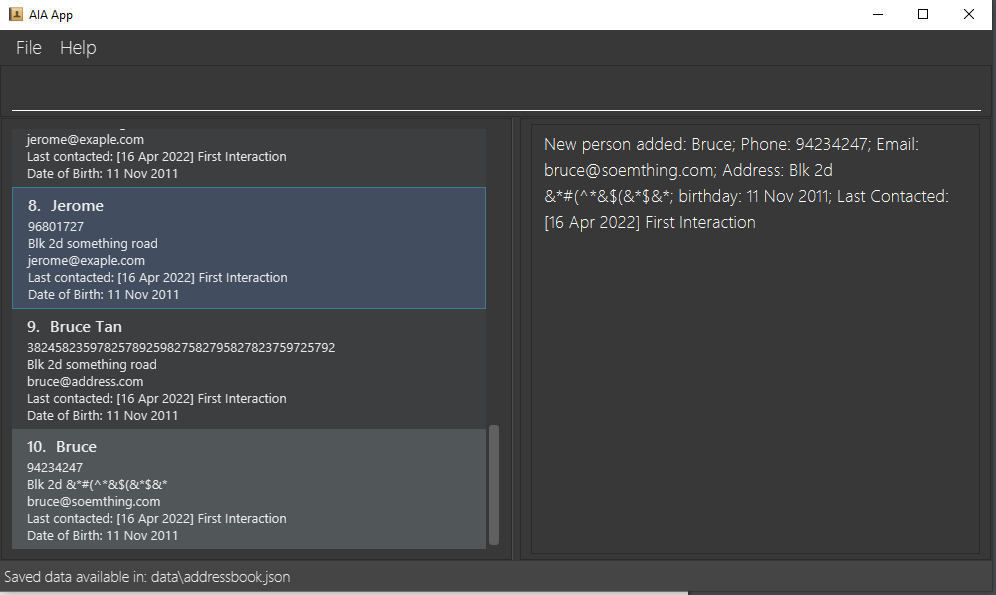 AIA App
File Help
jerome@exaple.com
Last contacted: [16 Apr 2022] First Interaction
Date of Birth: 11 Nov 2011
8. Jerome
96801727
Blk 2d something road
jerome@exaple.com
Last contacted: [16 Apr 2022] First Interaction
Date of Birth: 11 Nov 2011
9. Bruce Tan
38245823597825789259827582795827823759725792
Blk 2d something road
bruce@address.com
Last contacted: [16 Apr 2022] First Interaction
Date of Birth: 11 Nov 2011
10. Bruce
94234247
Blk 2d &*#(^*&$(&*$&*
bruce@soemthing.com
Last contacted: [16 Apr 2022] First Interaction
Date of Birth: 11 Nov 2011
New person added: Bruce; Phone: 94234247; Email:
bruce@soemthing.com; Address: Blk 2d
&*#(^*&$(&*$&*; birthday: 11 Nov 2011; Last Contacted:
[16 Apr 2022] First Interaction
Saved data available in: data\addressbook.json